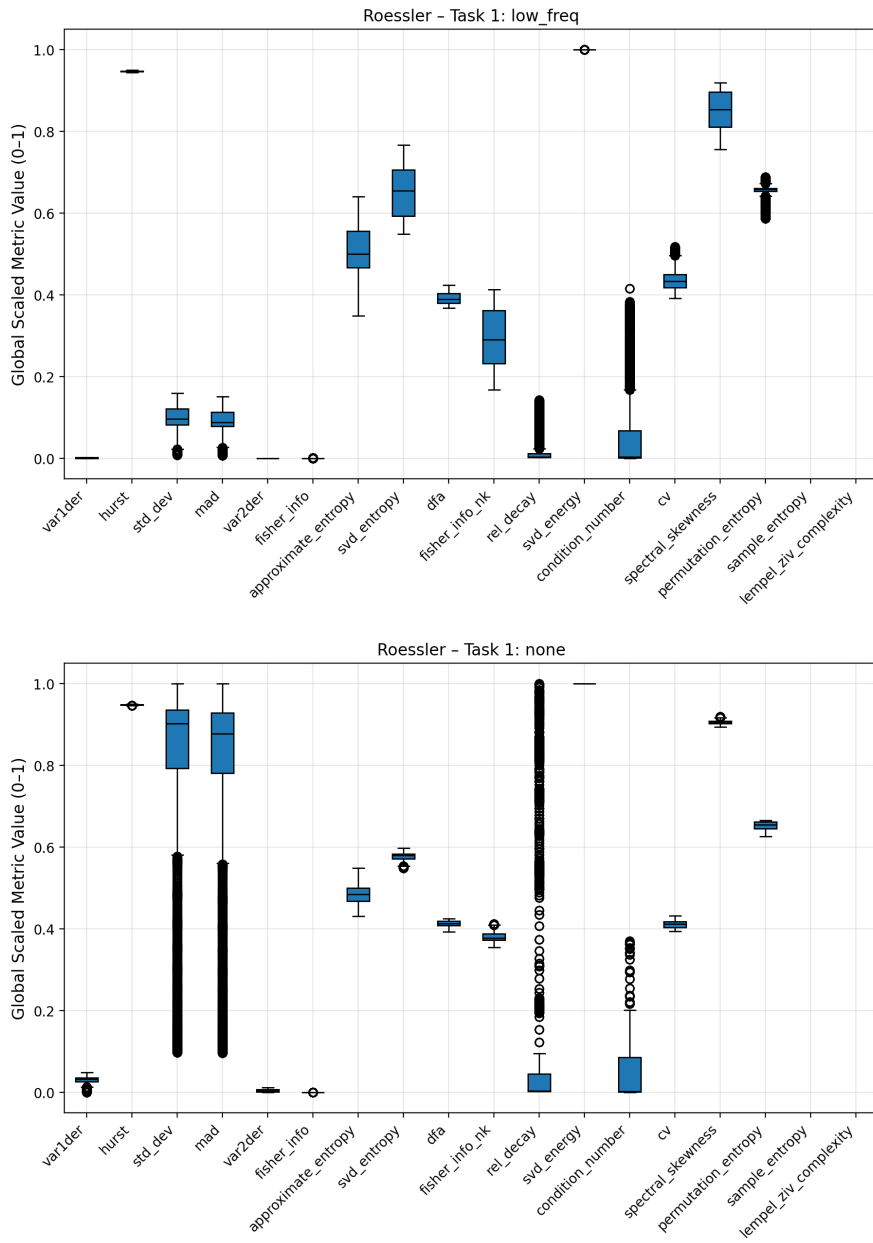 Roessler – Task 1: low_freq
Global Scaled Metric Value (0–1)
1.0
0.8
0.6
0.4
0.2
0.0
var1der
hurst
std_dev
mad
var2der
fisher_info
approximate_entropy
svd_entropy
dfa
fisher_info_nk
rel_decay
svd_energy
condition_number
cv
spectral_skewness
permutation_entropy
sample_entropy
lempel_ziv_complexity
Roessler – Task 1: none
Global Scaled Metric Value (0–1)
1.0
0.8
0.6
0.4
0.2
0.0
var1der
hurst
std_dev
mad
var2der
fisher_info
approximate_entropy
svd_entropy
dfa
fisher_info_nk
rel_decay
svd_energy
condition_number
cv
spectral_skewness
permutation_entropy
sample_entropy
lempel_ziv_complexity